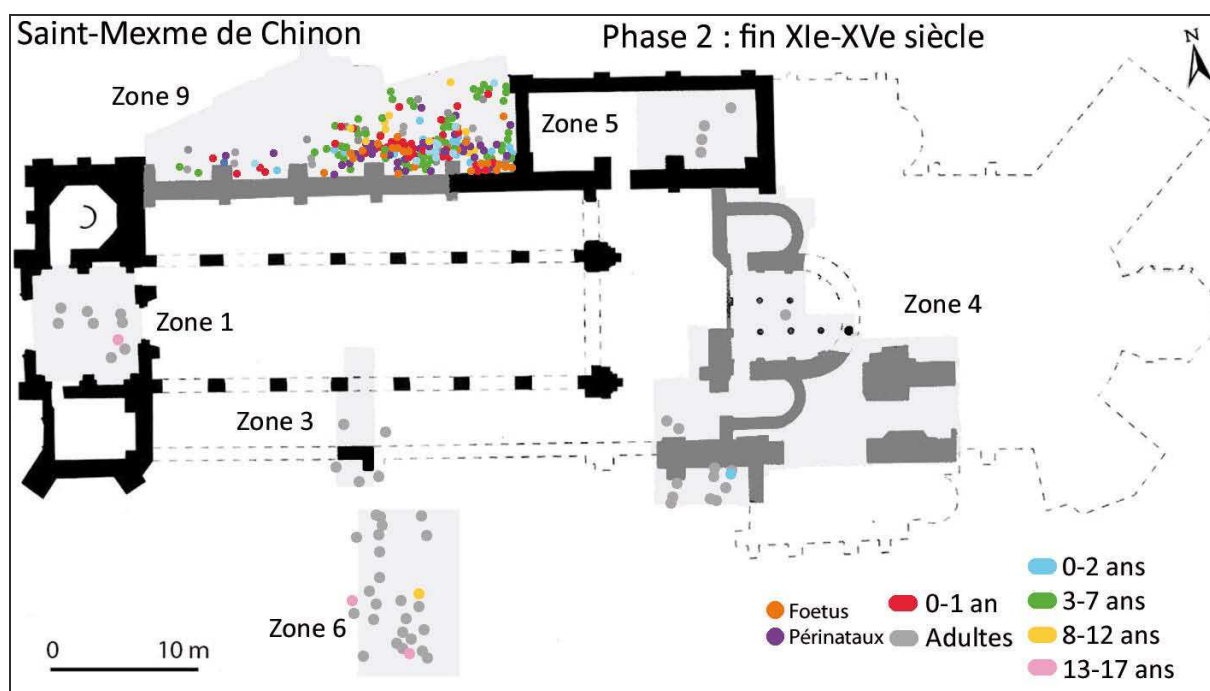 Saint-Mexme de Chinon
Phase 2 : fin XIe-XVe siècle
N
Zone 9
Zone 5
Zone 1
Zone 4
Zone 3
Zone 6
0 10 m
Foetus
Périnataux
0-1 an
Adultes
0-2 ans
3-7 ans
8-12 ans
13-17 ans